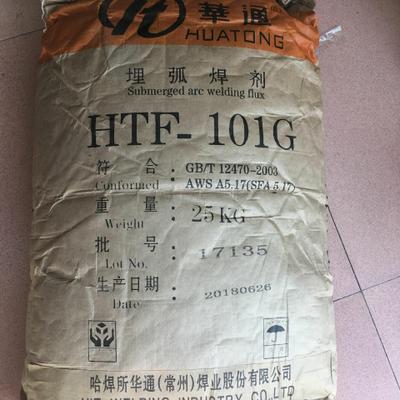 華通®
HUATONG
埋弧焊剂
Submerged arc welding flux
HTF-101G
符 合: GB/T 12470-2003
Conformed AWS A5.17(SFA 5.17)
重 量: 25KG
Weight
批 号: 17135
Lot No.
生产日期: 20180626
Date
哈焊所华通(常州)焊业股份有限公司
HIT WELDING INDUSTRY CO.,LTD